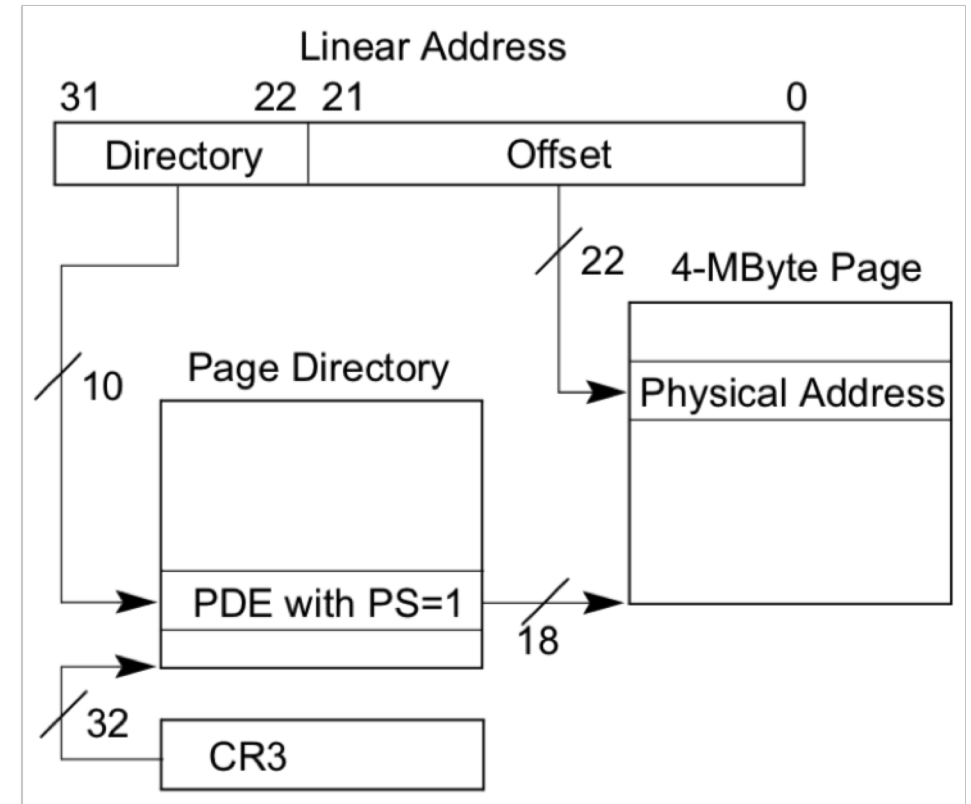 Linear Address
31 22 21 0
Directory Offset
22
4-MByte Page
Page Directory
10
Physical Address
PDE with PS=1
18
32
CR3